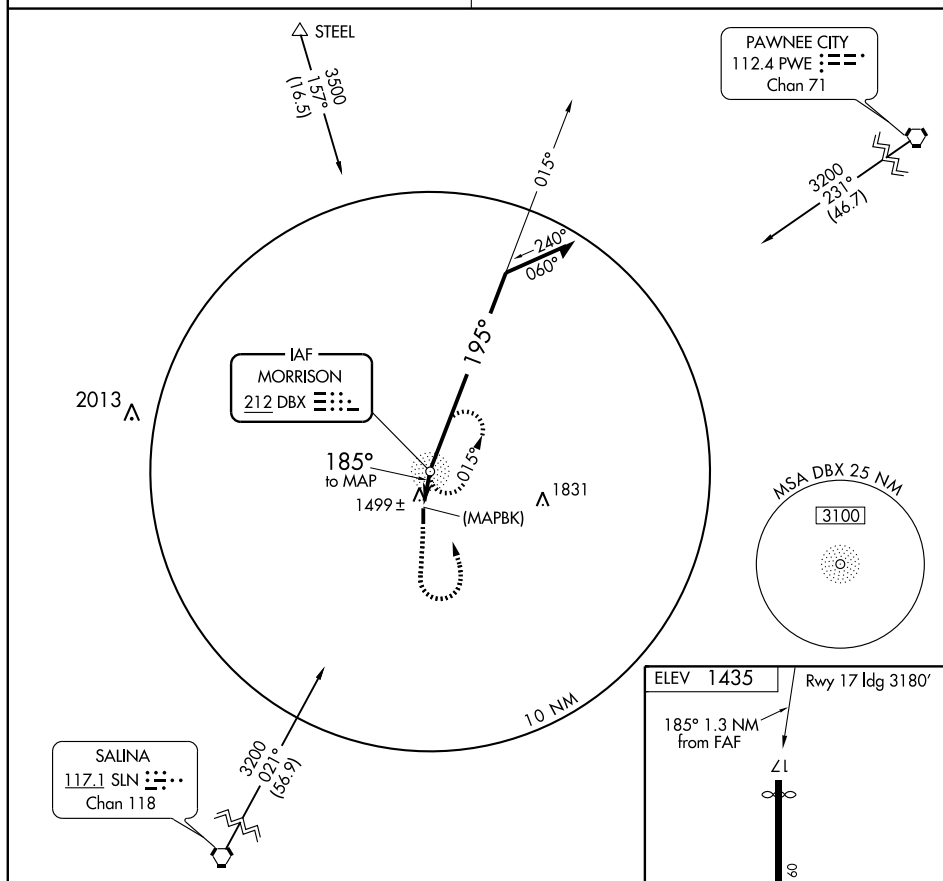 STEEL
3500
157°
(16.5)
PAWNEE CITY
112.4 PWE
Chan 71
3200
231°
(46.7)
015°
240°
060°
195°
IAF
MORRISON
212 DBX
2013
185°
to MAP
015°
1499 ±
(MAPBK)
1831
MSA DBX 25 NM
3100
10 NM
SALINA
117.1 SLN
Chan 118
3200
021°
(56.9)
ELEV 1435
Rwy 17 ldg 3180’
185° 1.3 NM
from FAF
17
60